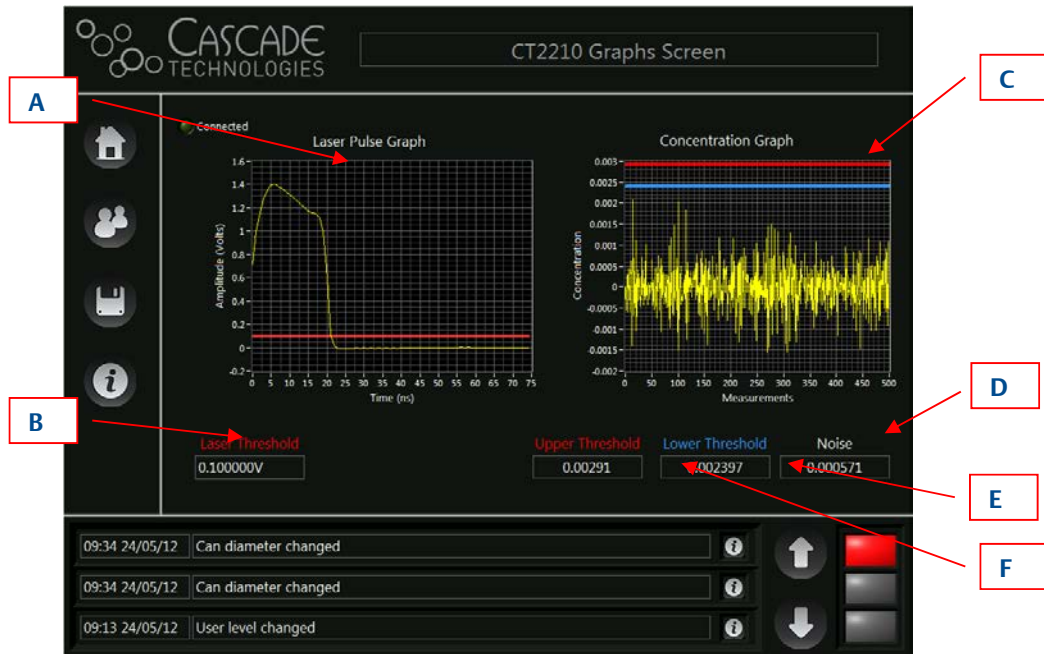 CASCADE
TECHNOLOGIES
CT2210 Graphs Screen
A
B
C
D
E
F
Connected
Laser Pulse Graph
Amplitude (Volts)
1.6
1.4
1.2
1
0.8
0.6
0.4
0.2
0
-0.2
0 5 10 15 20 25 30 35 40 45 50 55 60 65 70 75
Time (ns)
Concentration Graph
Concentration
0.003
0.0025
0.002
0.0015
0.001
0.0005
0
-0.0005
-0.001
-0.0015
-0.002
0 50 100 150 200 250 300 350 400 450 500
Measurements
Laser Threshold
0.100000V
Upper Threshold
0.00291
Lower Threshold
0.002397
Noise
0.000571
09:34 24/05/12 Can diameter changed
09:34 24/05/12 Can diameter changed
09:13 24/05/12 User level changed